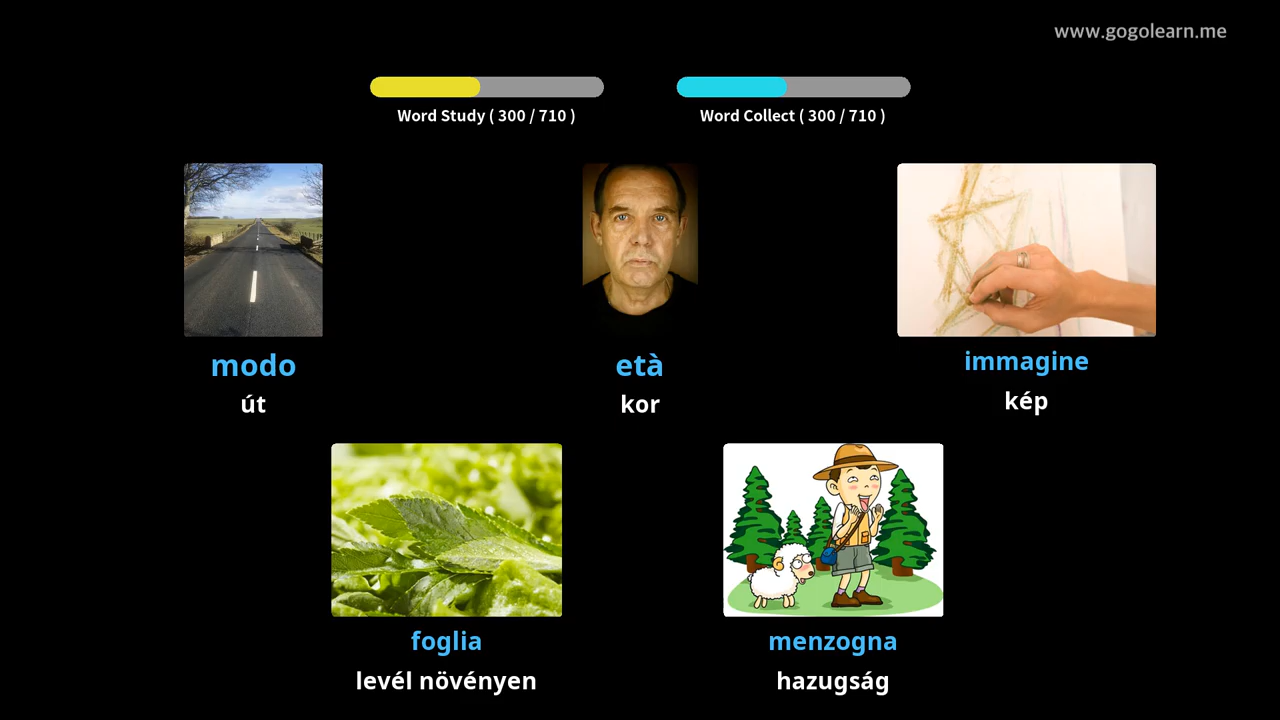 www.gogolearn.me
Word Study ( 300 / 710 )
Word Collect ( 300 / 710 )
modo
út
età
kor
immagine
kép
foglia
levél növényen
menzogna
hazugság